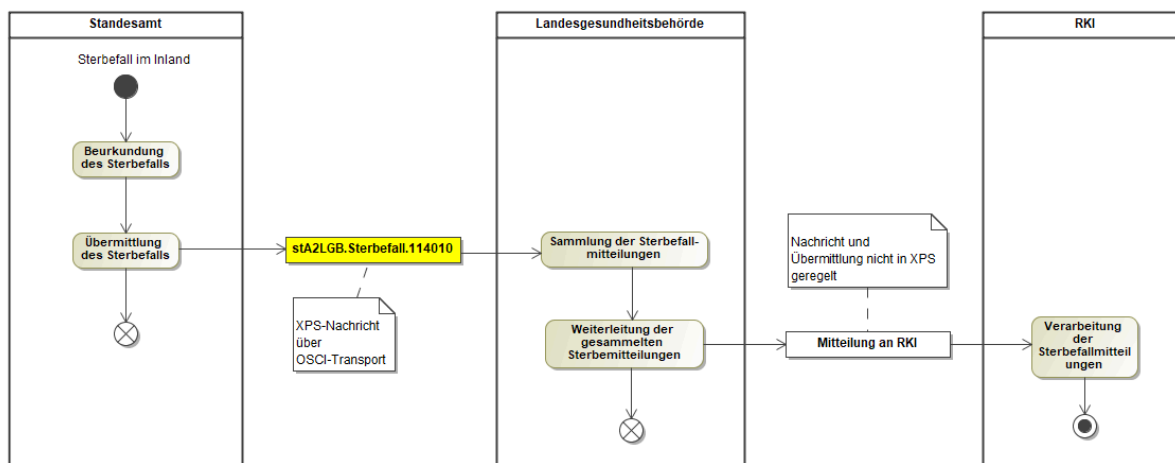 Standesamt
Landesgesundheitsbehörde
RKI
Sterbefall im Inland
Beurkundung
des Sterbefalls
Übermittlung
des Sterbefalls
stA2LGB.Sterbefall.114010
XPS-Nachricht
über
OSCI-Transport
Sammlung der Sterbefall-
mitteilungen
Weiterleitung der
gesammelten
Sterbemitteilungen
Nachricht und
Übermittlung nicht in XPS
geregelt
Mitteilung an RKI
Verarbeitung
der
Sterbefallmitteil
ungen